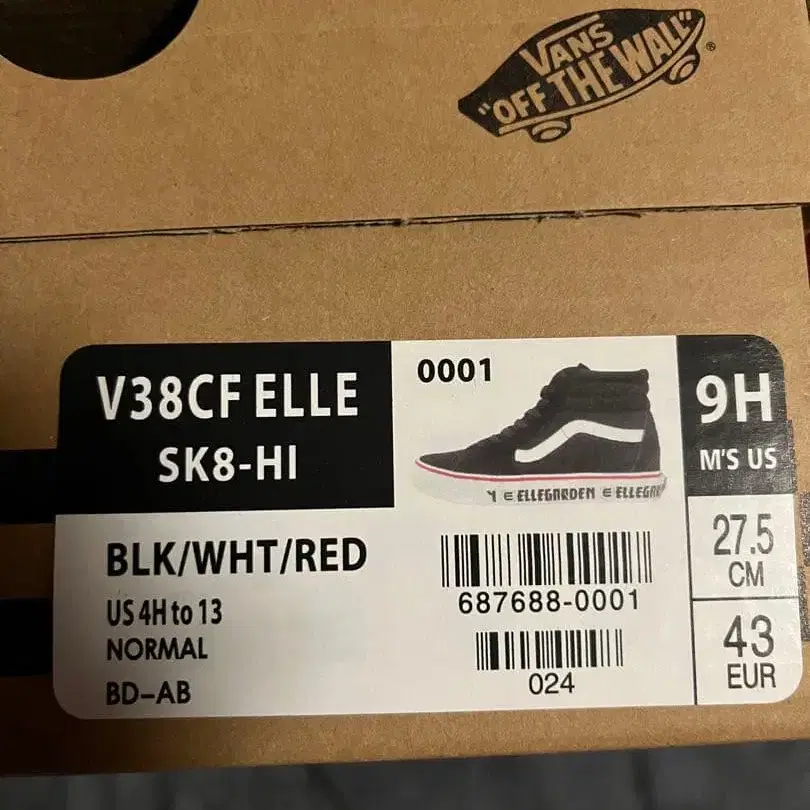 VANS
"OFF THE WALL"
®
V38CF ELLE
SK8-HI
0001
9H
M'S US
ELLEGARDEN
BLK/WHT/RED
US 4H to 13
NORMAL
BD-AB
687688-0001
024
27.5
CM
43
EUR